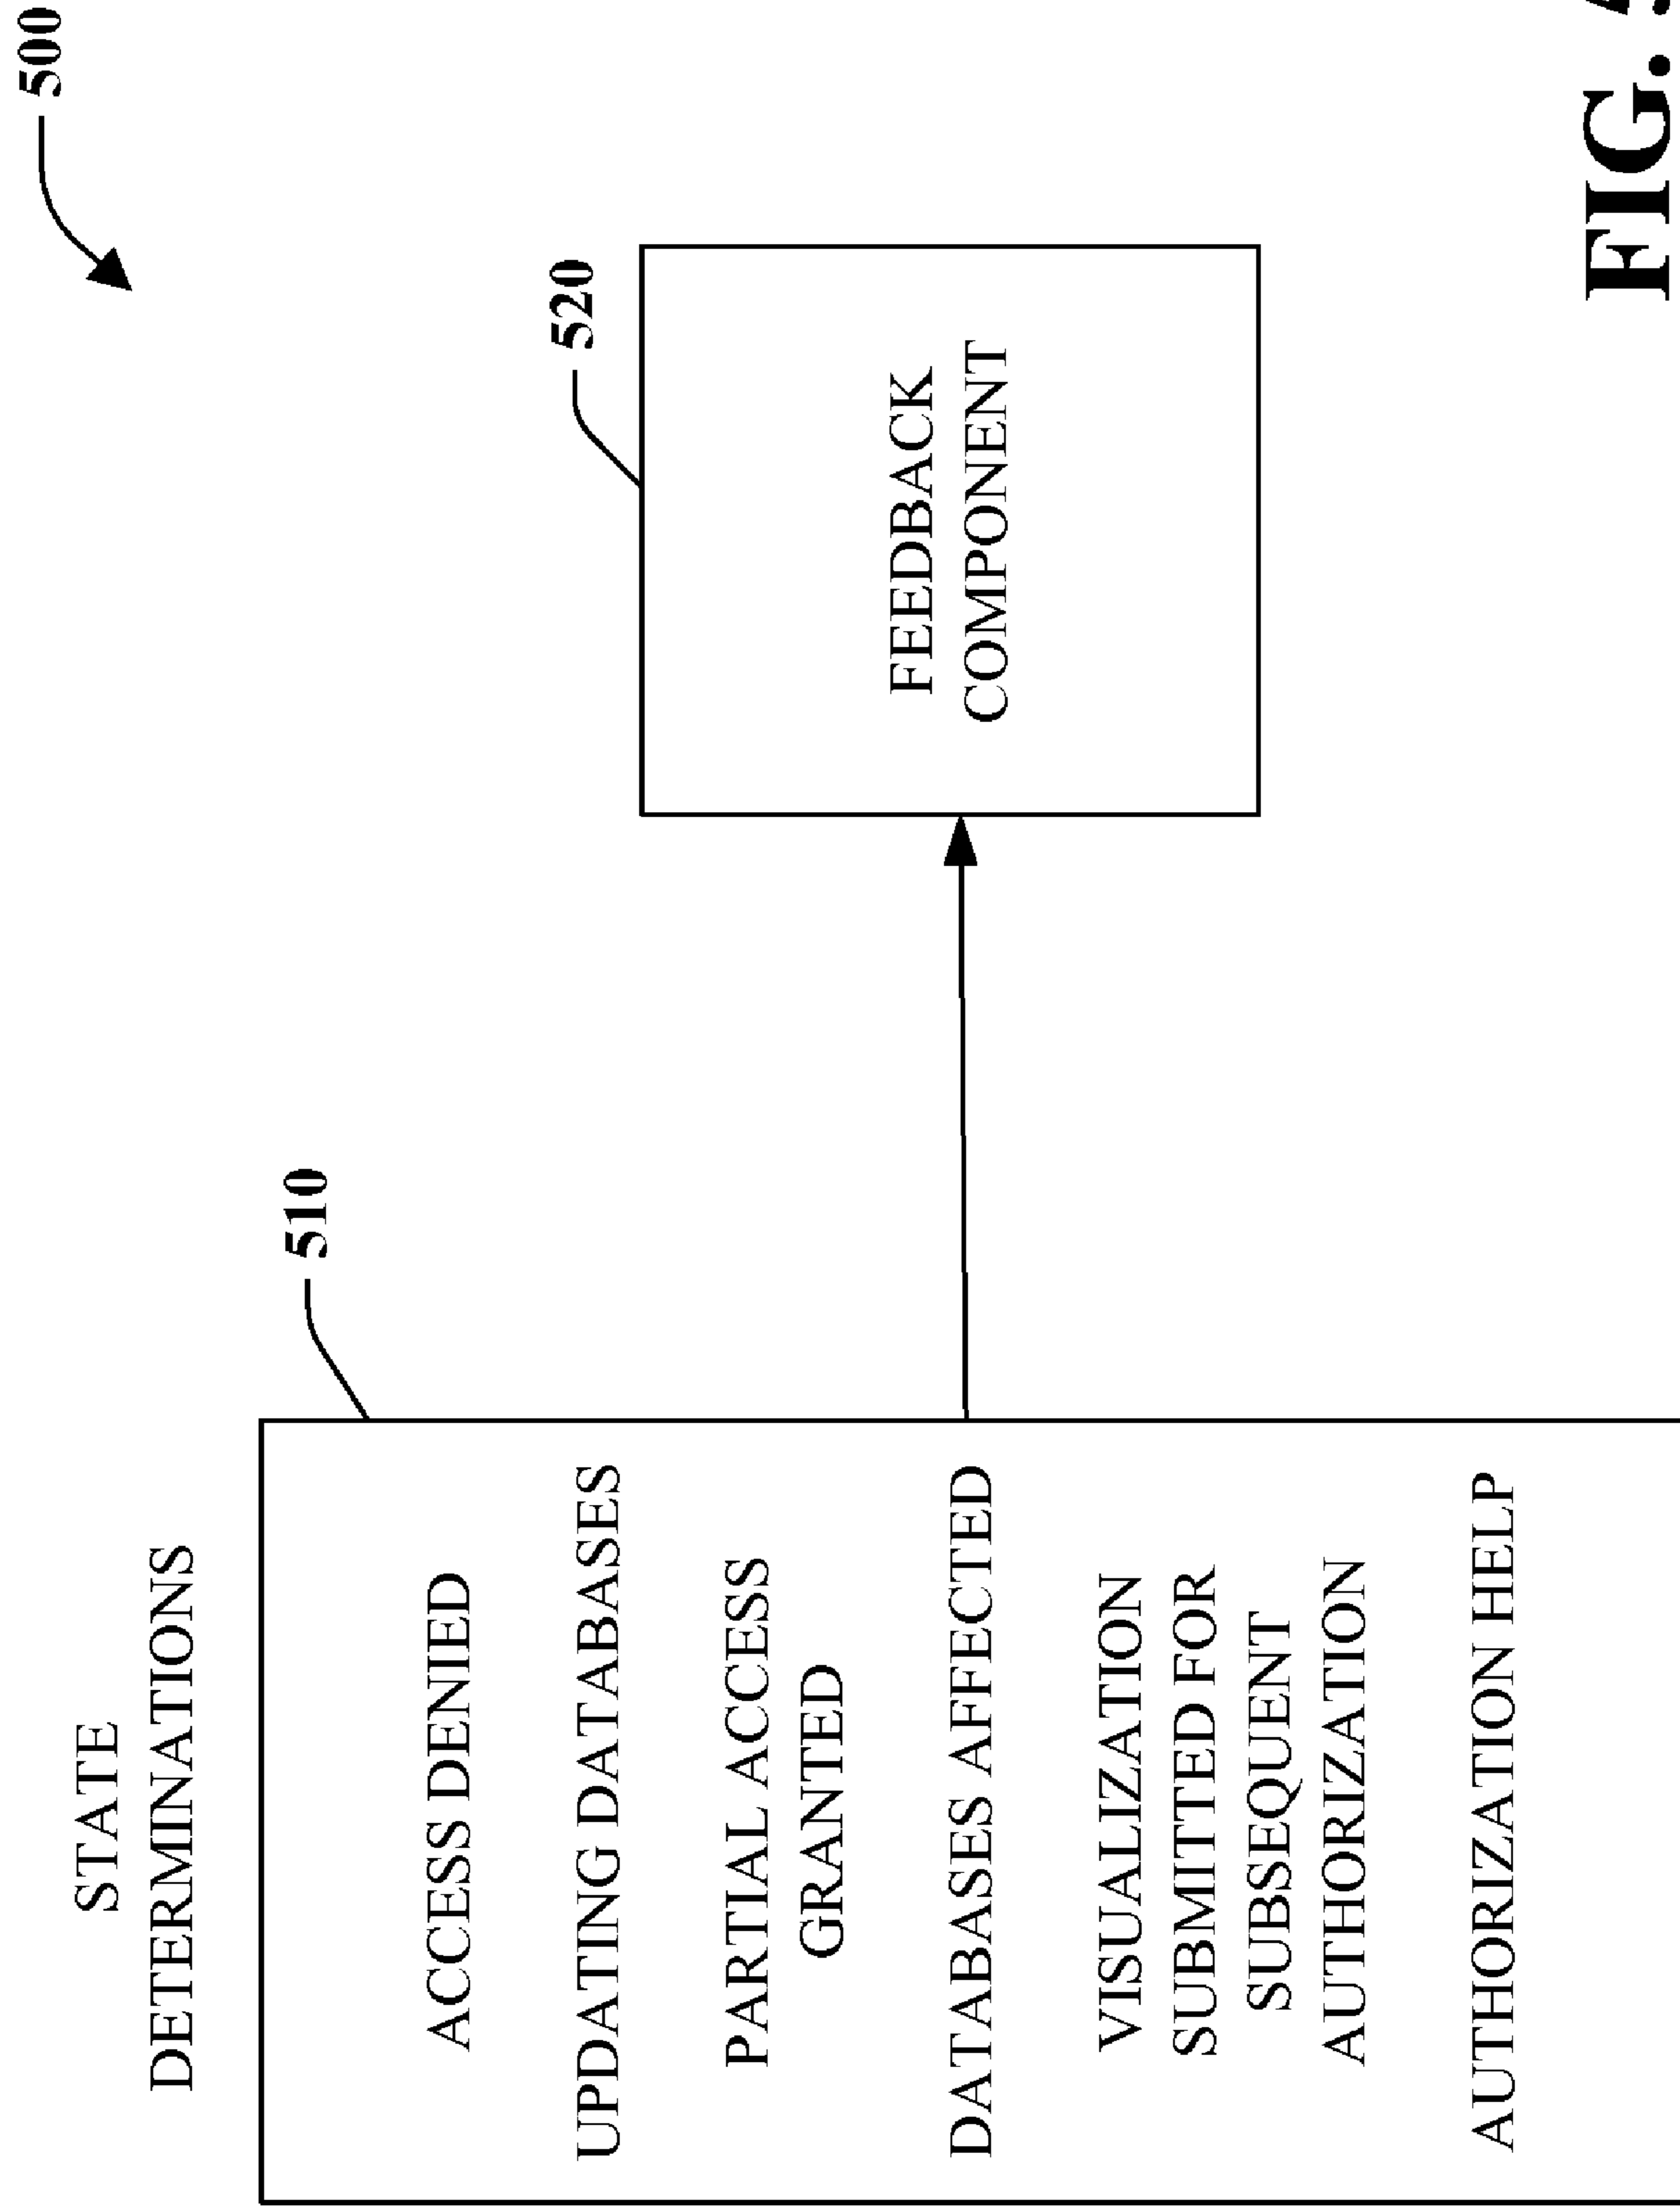 500
STATE
DETERMINATIONS
510
ACCESS DENIED
UPDATING DATABASES
PARTIAL ACCESS
GRANTED
DATABASES AFFECTED
VISUALIZATION
SUBMITTED FOR
SUBSEQUENT
AUTHORIZATION
AUTHORIZATION HELP
520
FEEDBACK
COMPONENT
FIG.